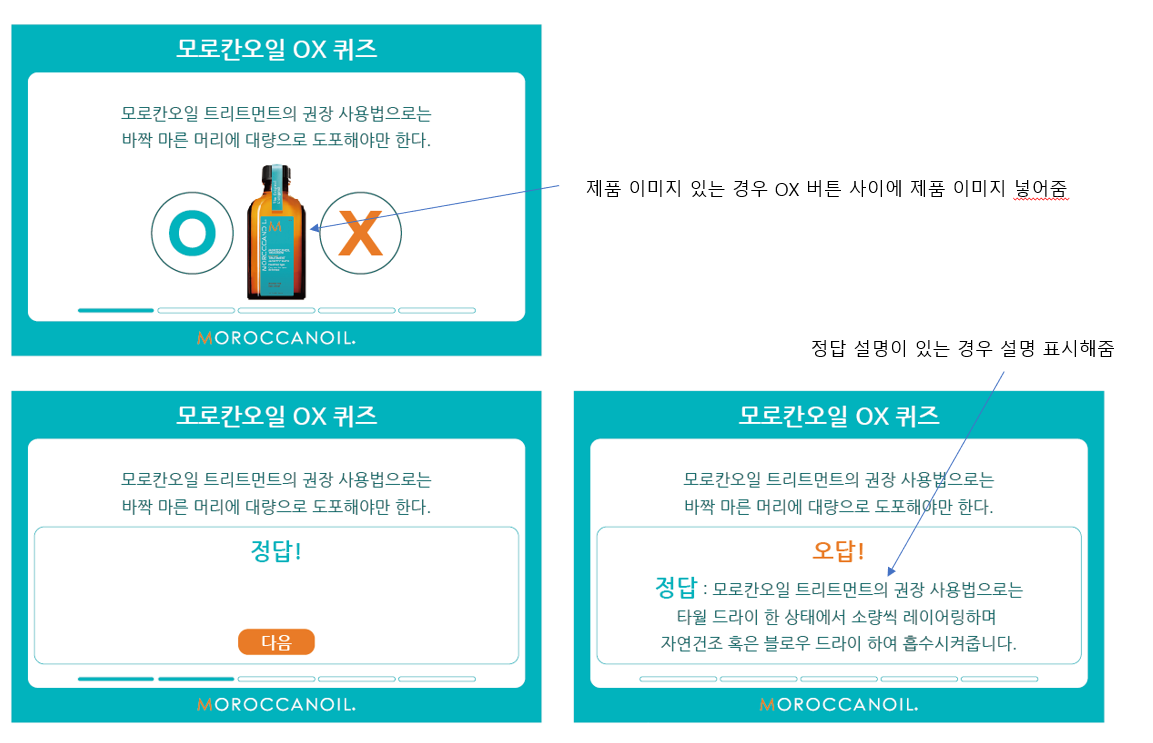 모로칸오일 OX 퀴즈
모로칸오일 트리트먼트의 권장 사용법으로는
바짝 마른 머리에 대량으로 도포해야만 한다.
O
X
MOROCCANOIL
M
MOROCCANOIL.
제품 이미지 있는 경우 OX 버튼 사이에 제품 이미지 넣어줌
정답 설명이 있는 경우 설명 표시해줌
모로칸오일 OX 퀴즈
모로칸오일 트리트먼트의 권장 사용법으로는
바짝 마른 머리에 대량으로 도포해야만 한다.
정답!
다음
MOROCCANOIL.
모로칸오일 OX 퀴즈
모로칸오일 트리트먼트의 권장 사용법으로는
바짝 마른 머리에 대량으로 도포해야만 한다.
오답!
정답 : 모로칸오일 트리트먼트의 권장 사용법으로는
타월 드라이 한 상태에서 소량씩 레이어링하며
자연건조 혹은 블로우 드라이 하여 흡수시켜줍니다.
MOROCCANOIL.